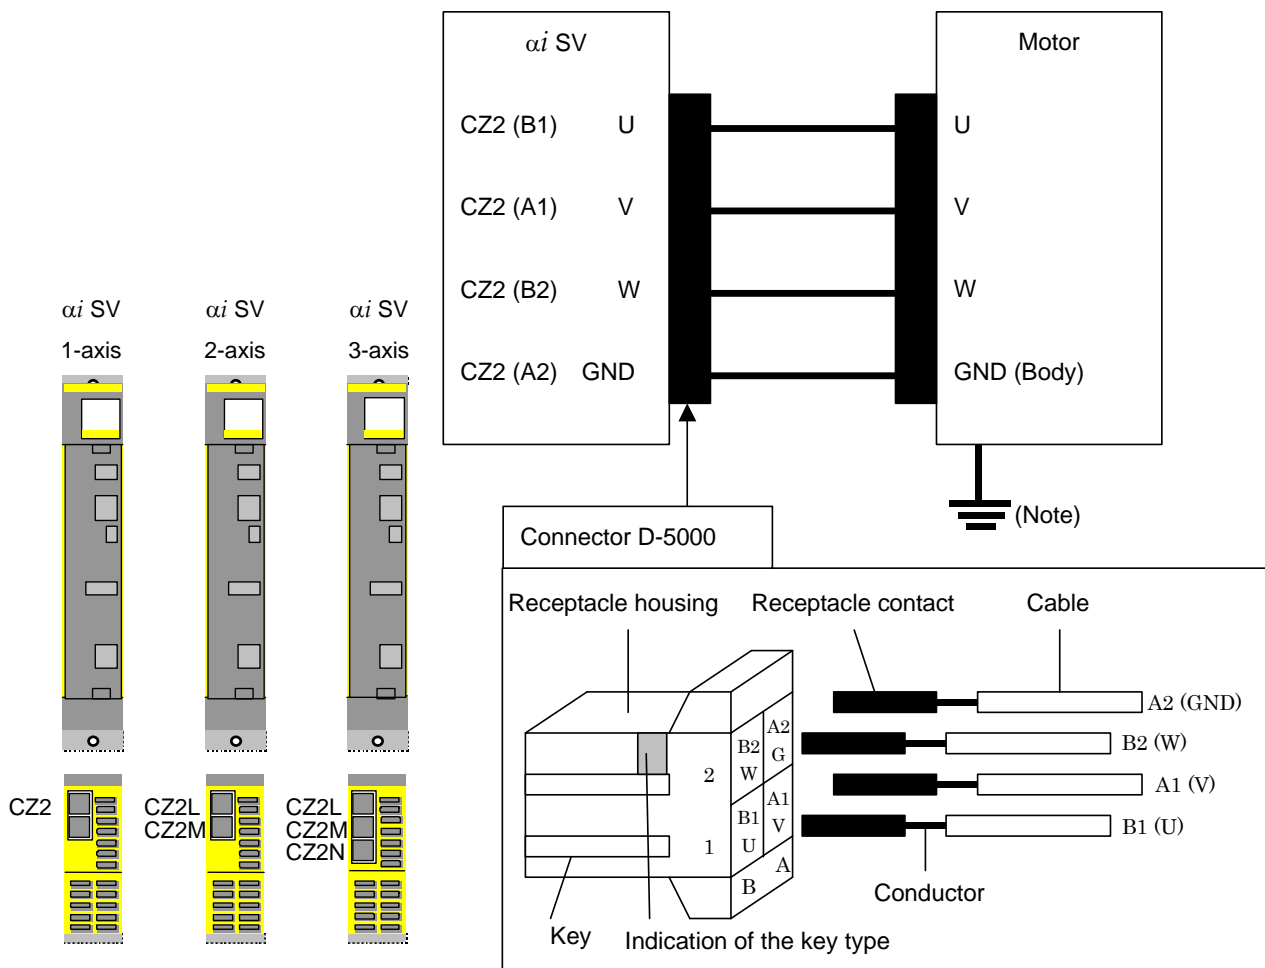 αi SV
Motor
CZ2 (B1) U
U
CZ2 (A1) V
V
CZ2 (B2) W
W
CZ2 (A2) GND
GND (Body)
(Note)
αi SV
1-axis
αi SV
2-axis
αi SV
3-axis
CZ2
CZ2L
CZ2M
CZ2L
CZ2M
CZ2N
Connector D-5000
Receptacle housing
Receptacle contact
Cable
A2 (GND)
B2 (W)
A1 (V)
B1 (U)
2
B2
W
A2
G
1
B1
U
A1
V
B
A
Conductor
Key
Indication of the key type